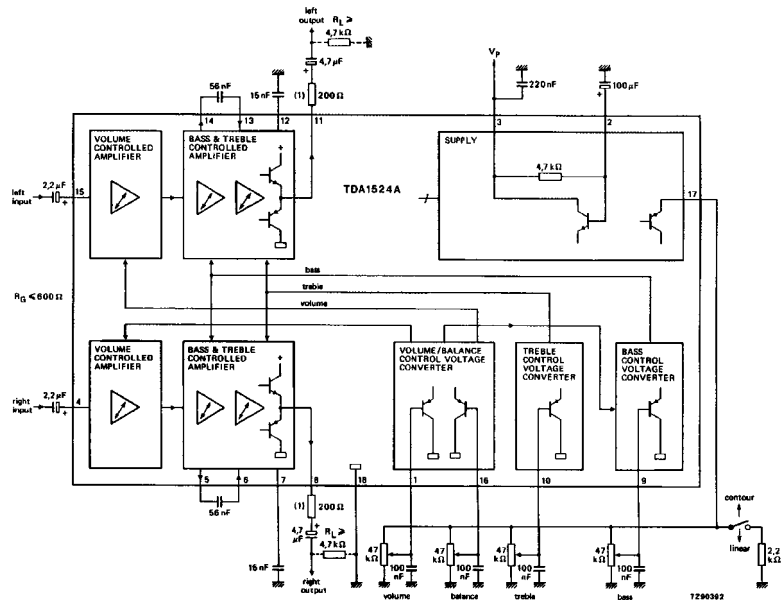 left
output
R_L ≥
4,7 kΩ
4,7 µF
+
(1)
200 Ω
56 nF
15 nF
14
13
12
11
V_P
220 nF
100 µF
+
3
2
VOLUME
CONTROLLED
AMPLIFIER
BASS & TREBLE
CONTROLLED
AMPLIFIER
+
SUPPLY
4,7 kΩ
TDA1524A
17
left
input
2,2 µF
+
15
bass
treble
volume
R_G ≤ 600 Ω
VOLUME
CONTROLLED
AMPLIFIER
BASS & TREBLE
CONTROLLED
AMPLIFIER
+
VOLUME/BALANCE
CONTROL VOLTAGE
CONVERTER
TREBLE
CONTROL
VOLTAGE
CONVERTER
BASS
CONTROL
VOLTAGE
CONVERTER
right
input
2,2 µF
+
4
5
6
7
8
18
1
16
10
9
56 nF
(1)
200 Ω
4,7
µF
+
R_L ≥
4,7 kΩ
15 nF
right
output
47
kΩ
100
nF
volume
47
kΩ
100
nF
balance
47
kΩ
100
nF
treble
47
kΩ
100
nF
bass
contour
linear
2,2
kΩ
7Z90392